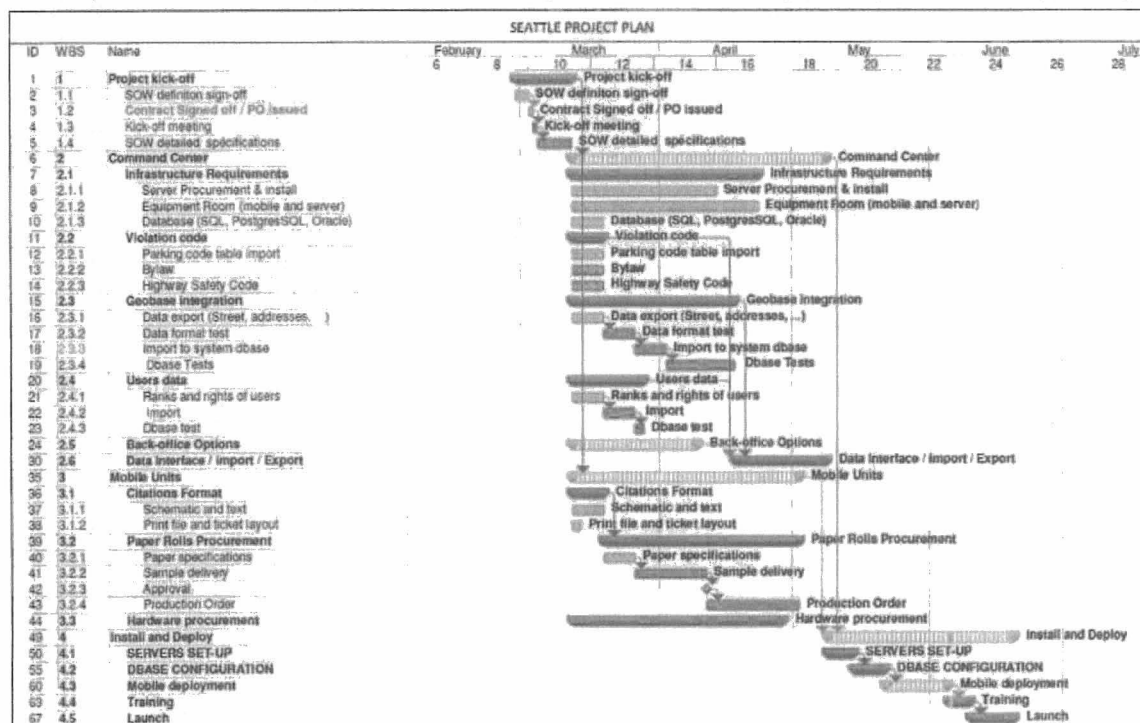 SEATTLE PROJECT PLAN
ID WBS Name February March April May June July
6 8 10 12 14 16 18 20 22 24 26 28
1 1 Project kick-off Project kick-off
2 1.1 SOW definiton sign-off SOW definiton sign-off
3 1.2 Contract Signed off / PO issued Contract Signed off / PO issued
4 1.3 Kick-off meeting Kick-off meeting
5 1.4 SOW detailed specifications SOW detailed specifications
6 2 Command Center Command Center
7 2.1 Infrastructure Requirements Infrastructure Requirements
8 2.1.1 Server Procurement & install Server Procurement & install
9 2.1.2 Equipment Room (mobile and server) Equipment Room (mobile and server)
10 2.1.3 Database (SQL, PostgresSQL, Oracle) Database (SQL, PostgresSQL, Oracle)
11 2.2 Violation code Violation code
12 2.2.1 Parking code table import Parking code table import
13 2.2.2 Bylaw Bylaw
14 2.2.3 Highway Safety Code Highway Safety Code
15 2.3 Geobase integration Geobase integration
16 2.3.1 Data export (Street, addresses, ) Data export (Street, addresses, ...)
17 2.3.2 Data format test Data format test
18 2.3.3 Import to system dbase Import to system dbase
19 2.3.4 Dbase Tests Dbase Tests
20 2.4 Users data Users data
21 2.4.1 Ranks and rights of users Ranks and rights of users
22 2.4.2 Import Import
23 2.4.3 Dbase test Dbase test
24 2.5 Back-office Options Back-office Options
30 2.6 Data Interface / Import / Export Data Interface / Import / Export
35 3 Mobile Units Mobile Units
36 3.1 Citations Format Citations Format
37 3.1.1 Schematic and text Schematic and text
38 3.1.2 Print file and ticket layout Print file and ticket layout
39 3.2 Paper Rolls Procurement Paper Rolls Procurement
40 3.2.1 Paper specifications Paper specifications
41 3.2.2 Sample delivery Sample delivery
42 3.2.3 Approval
43 3.2.4 Production Order Production Order
44 3.3 Hardware procurement Hardware procurement
49 4 Install and Deploy Install and Deploy
50 4.1 SERVERS SET-UP SERVERS SET-UP
55 4.2 DBASE CONFIGURATION DBASE CONFIGURATION
60 4.3 Mobile deployment Mobile deployment
63 4.4 Training Training
67 4.5 Launch Launch